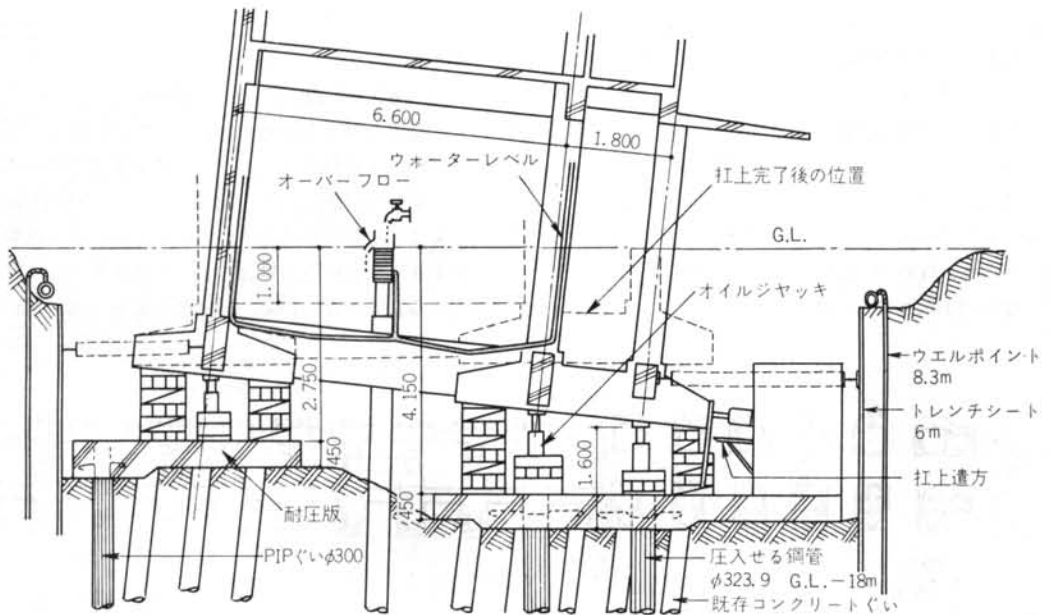 6.600
1.800
ウォーターレベル
オーバーフロー
扛上完了後の位置
G.L.
1.000
オイルジヤッキ
ウエルポイント
8.3m
2.750
4.150
トレンチシート
6m
1.600
扛上遣方
450
450
耐圧版
PIPぐいφ300
圧入せる鋼管
φ323.9 G.L.-18m
既存コンクリートぐい